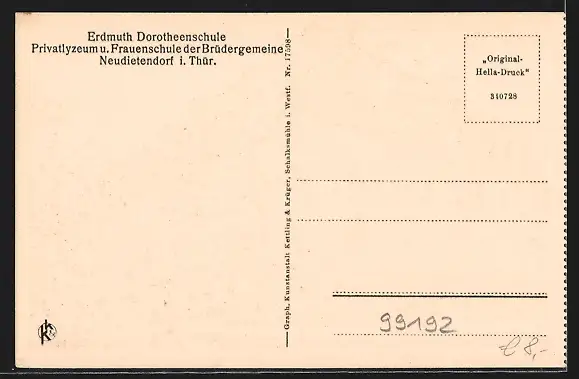 Erdmuth Dorotheenschule
Privatlyzeum u. Frauenschule der Brüdergemeine
Neudietendorf i. Thür.
Graph. Kunstanstalt Kettling & Krüger, Schalksmühle i. Westf. Nr. 17598
„Original-
Hella-Druck"
310728
99192
8,-